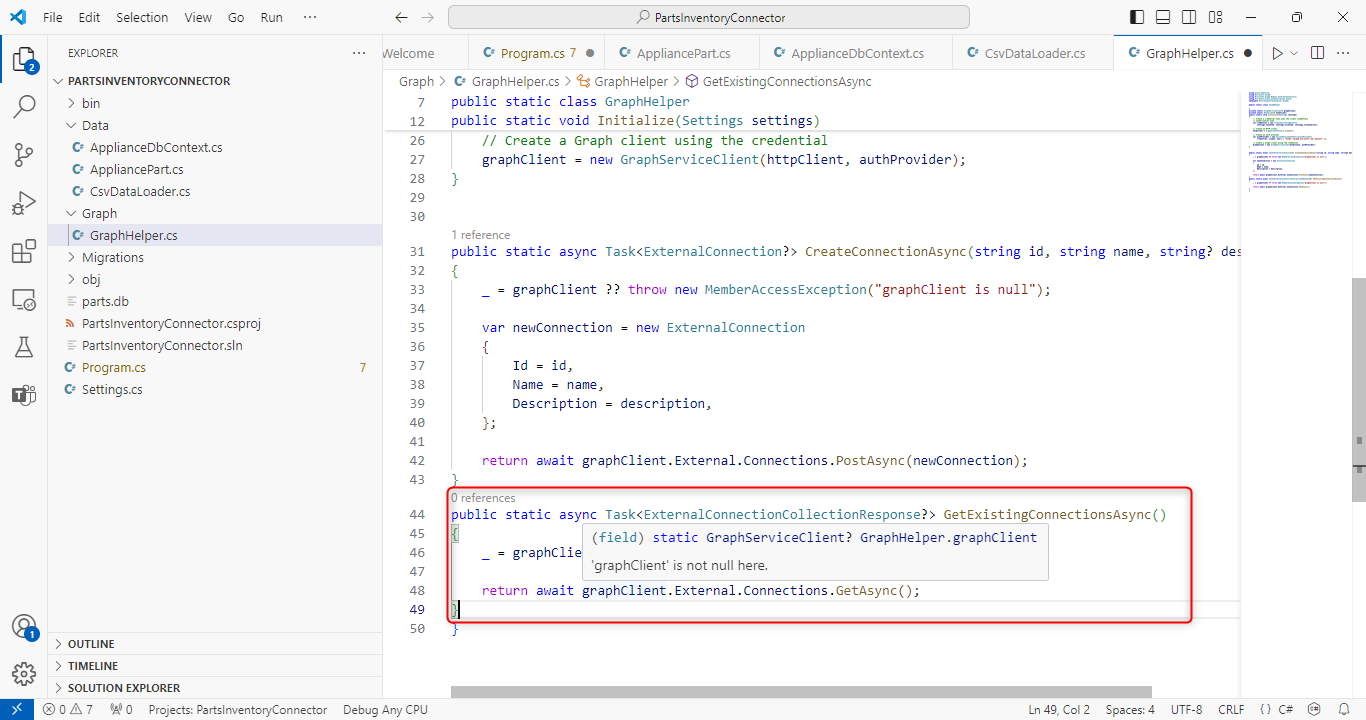 File Edit Selection View Go Run ··· PartsInventoryConnector
EXPLORER ···
PARTSINVENTORYCONNECTOR
bin
Data
ApplianceDbContext.cs
AppliancePart.cs
CsvDataLoader.cs
Graph
GraphHelper.cs
Migrations
obj
parts.db
PartsInventoryConnector.csproj
PartsInventoryConnector.sln
Program.cs 7
Settings.cs
OUTLINE
TIMELINE
SOLUTION EXPLORER
2
1
Welcome Program.cs 7 AppliancePart.cs ApplianceDbContext.cs CsvDataLoader.cs GraphHelper.cs
Graph > GraphHelper.cs > GraphHelper > GetExistingConnectionsAsync
7 public static class GraphHelper
12 public static void Initialize(Settings settings)
26 // Create a Graph client using the credential
27 graphClient = new GraphServiceClient(httpClient, authProvider);
28 }
29
30
1 reference
31 public static async Task<ExternalConnection?> CreateConnectionAsync(string id, string name, string? des
32 {
33 _ = graphClient ?? throw new MemberAccessException("graphClient is null");
34
35 var newConnection = new ExternalConnection
36 {
37 Id = id,
38 Name = name,
39 Description = description,
40 };
41
42 return await graphClient.External.Connections.PostAsync(newConnection);
43 }
0 references
44 public static async Task<ExternalConnectionCollectionResponse?> GetExistingConnectionsAsync()
45 {
(field) static GraphServiceClient? GraphHelper.graphClient
46 _ = graphClie
'graphClient' is not null here.
47
48 return await graphClient.External.Connections.GetAsync();
49 }
50 }
0 7 0 Projects: PartsInventoryConnector Debug Any CPU Ln 49, Col 2 Spaces: 4 UTF-8 CRLF {} C#